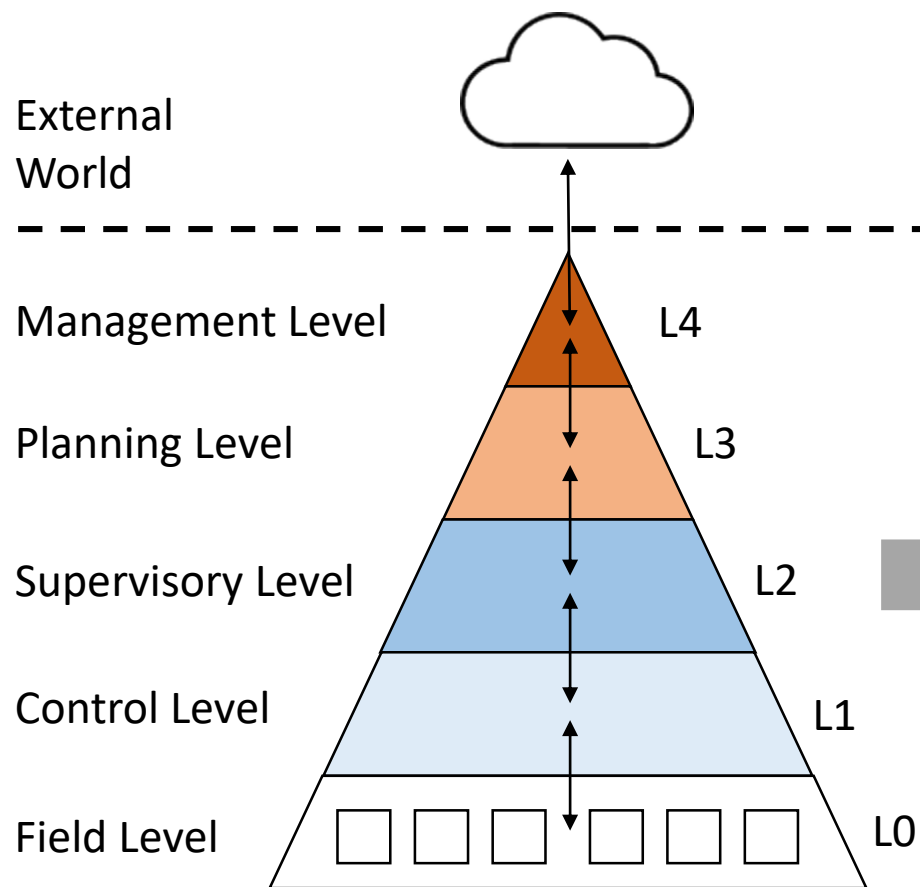 External
World
Management Level
L4
Planning Level
L3
Supervisory Level
L2
Control Level
L1
Field Level
L0